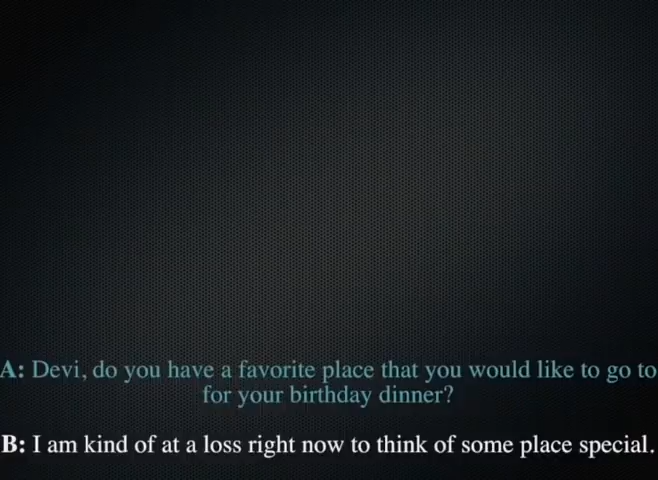 A: Devi, do you have a favorite place that you would like to go to
for your birthday dinner?
B: I am kind of at a loss right now to think of some place special.